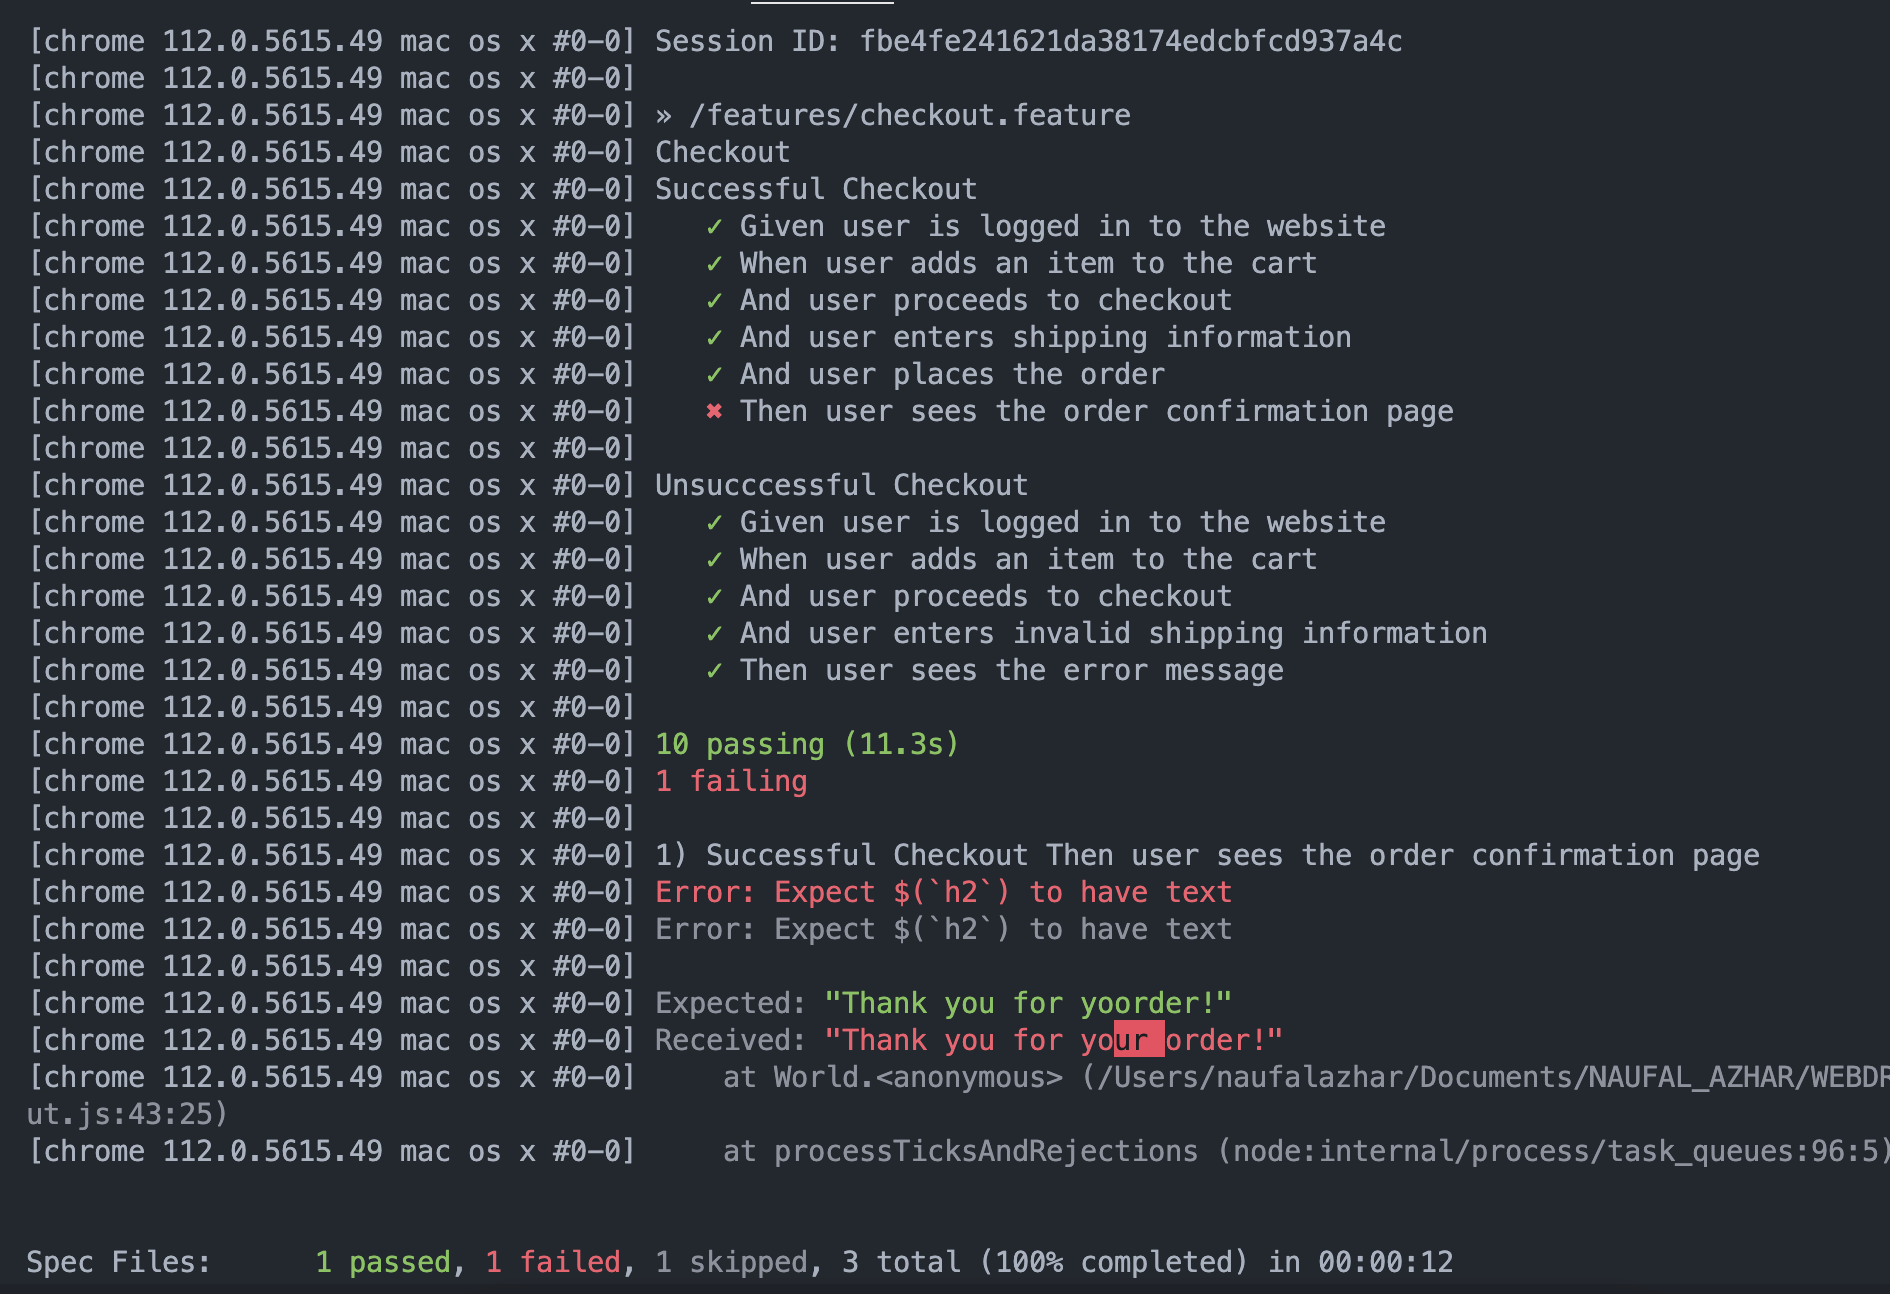 [chrome 112.0.5615.49 mac os x #0-0] Session ID: fbe4fe241621da38174edcbfcd937a4c
[chrome 112.0.5615.49 mac os x #0-0]
[chrome 112.0.5615.49 mac os x #0-0] » /features/checkout.feature
[chrome 112.0.5615.49 mac os x #0-0] Checkout
[chrome 112.0.5615.49 mac os x #0-0] Successful Checkout
[chrome 112.0.5615.49 mac os x #0-0] ✓ Given user is logged in to the website
[chrome 112.0.5615.49 mac os x #0-0] ✓ When user adds an item to the cart
[chrome 112.0.5615.49 mac os x #0-0] ✓ And user proceeds to checkout
[chrome 112.0.5615.49 mac os x #0-0] ✓ And user enters shipping information
[chrome 112.0.5615.49 mac os x #0-0] ✓ And user places the order
[chrome 112.0.5615.49 mac os x #0-0] ✖ Then user sees the order confirmation page
[chrome 112.0.5615.49 mac os x #0-0]
[chrome 112.0.5615.49 mac os x #0-0] Unsucccessful Checkout
[chrome 112.0.5615.49 mac os x #0-0] ✓ Given user is logged in to the website
[chrome 112.0.5615.49 mac os x #0-0] ✓ When user adds an item to the cart
[chrome 112.0.5615.49 mac os x #0-0] ✓ And user proceeds to checkout
[chrome 112.0.5615.49 mac os x #0-0] ✓ And user enters invalid shipping information
[chrome 112.0.5615.49 mac os x #0-0] ✓ Then user sees the error message
[chrome 112.0.5615.49 mac os x #0-0]
[chrome 112.0.5615.49 mac os x #0-0] 10 passing (11.3s)
[chrome 112.0.5615.49 mac os x #0-0] 1 failing
[chrome 112.0.5615.49 mac os x #0-0]
[chrome 112.0.5615.49 mac os x #0-0] 1) Successful Checkout Then user sees the order confirmation page
[chrome 112.0.5615.49 mac os x #0-0] Error: Expect $(`h2`) to have text
[chrome 112.0.5615.49 mac os x #0-0] Error: Expect $(`h2`) to have text
[chrome 112.0.5615.49 mac os x #0-0]
[chrome 112.0.5615.49 mac os x #0-0] Expected: "Thank you for yoorder!"
[chrome 112.0.5615.49 mac os x #0-0] Received: "Thank you for your order!"
[chrome 112.0.5615.49 mac os x #0-0] at World.<anonymous> (/Users/naufalazhar/Documents/NAUFAL_AZHAR/WEBDR
ut.js:43:25)
[chrome 112.0.5615.49 mac os x #0-0] at processTicksAndRejections (node:internal/process/task_queues:96:5)
Spec Files: 1 passed, 1 failed, 1 skipped, 3 total (100% completed) in 00:00:12